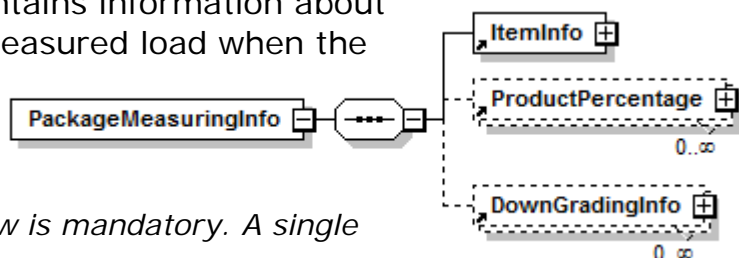 ntains information about
easured load when the
w is mandatory. A single
PackageMeasuringInfo
ItemInfo
ProductPercentage
0..∞
DownGradingInfo
0..∞